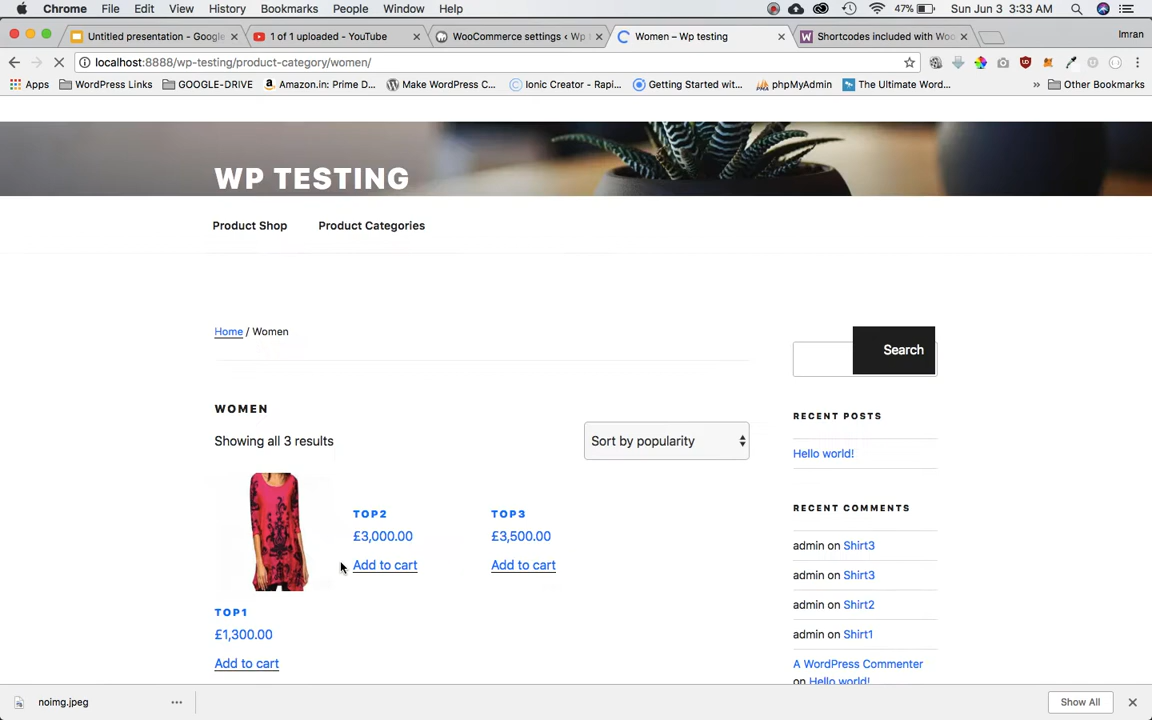 Chrome File Edit View History Bookmarks People Window Help 47% Sun Jun 3 3:33 AM
Untitled presentation - Google 1 of 1 uploaded - YouTube WooCommerce settings ‹ Wp t Women – Wp testing Shortcodes included with Woo Imran
localhost:8888/wp-testing/product-category/women/
Apps WordPress Links GOOGLE-DRIVE Amazon.in: Prime D... Make WordPress C... Ionic Creator - Rapi... Getting Started wit... phpMyAdmin The Ultimate Word... » Other Bookmarks
WP TESTING
Product Shop Product Categories
Home / Women
Search
WOMEN
RECENT POSTS
Showing all 3 results Sort by popularity
Hello world!
RECENT COMMENTS
TOP2 TOP3
£3,000.00 £3,500.00
admin on Shirt3
Add to cart Add to cart
admin on Shirt3
admin on Shirt2
TOP1
£1,300.00
admin on Shirt1
Add to cart
A WordPress Commenter
on Hello world!
noimg.jpeg Show All